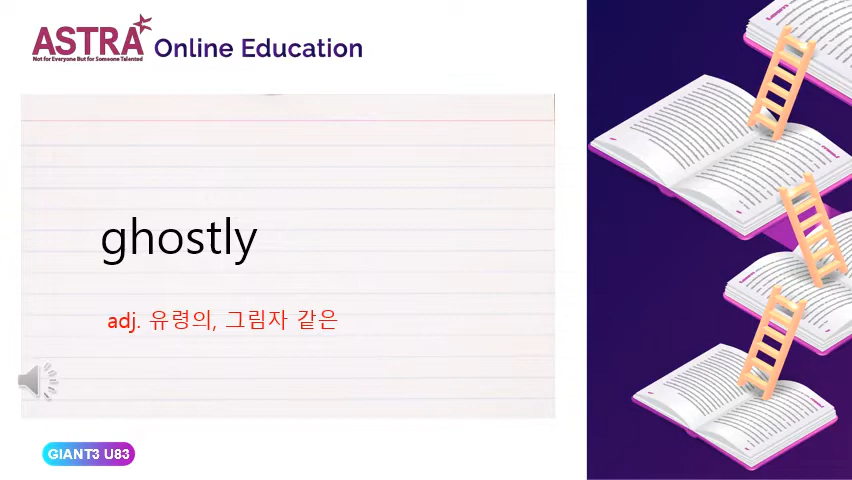 ASTRA
Not for Everyone But for Someone Talented
Online Education
ghostly
adj. 유령의, 그림자 같은
GIANT3 U83